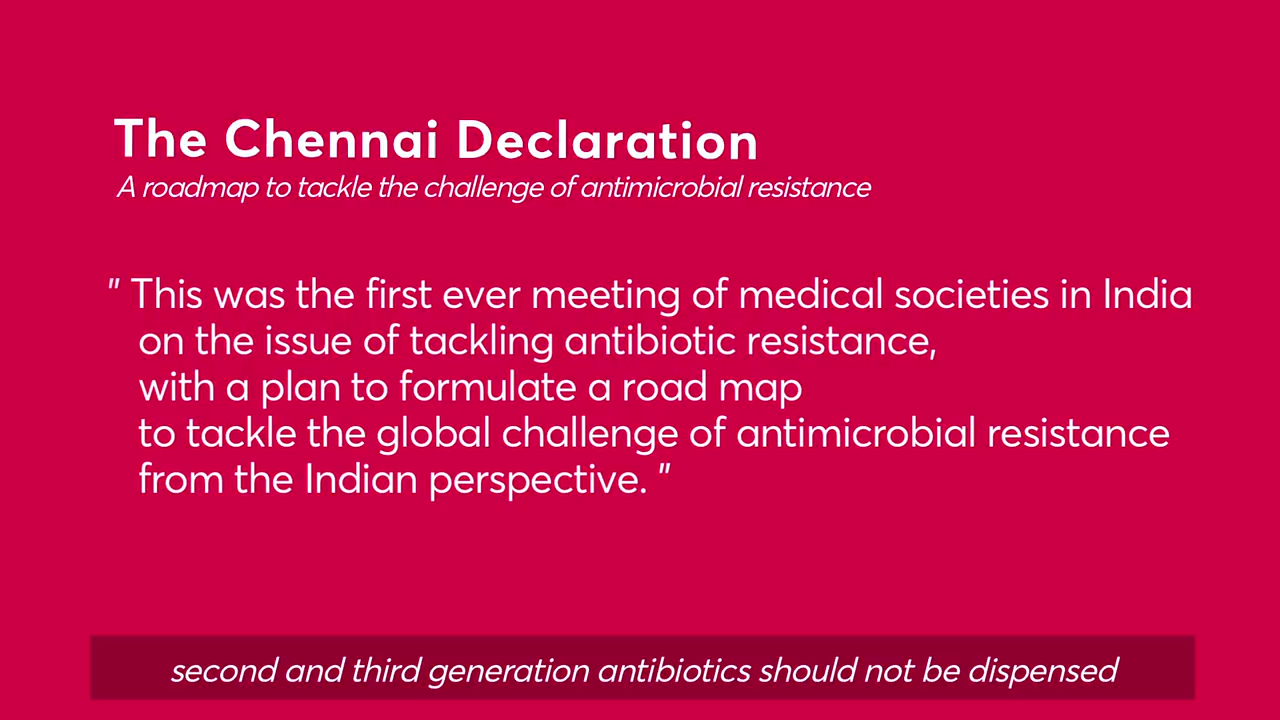 The Chennai Declaration
A roadmap to tackle the challenge of antimicrobial resistance
" This was the first ever meeting of medical societies in India
on the issue of tackling antibiotic resistance,
with a plan to formulate a road map
to tackle the global challenge of antimicrobial resistance
from the Indian perspective. "
second and third generation antibiotics should not be dispensed